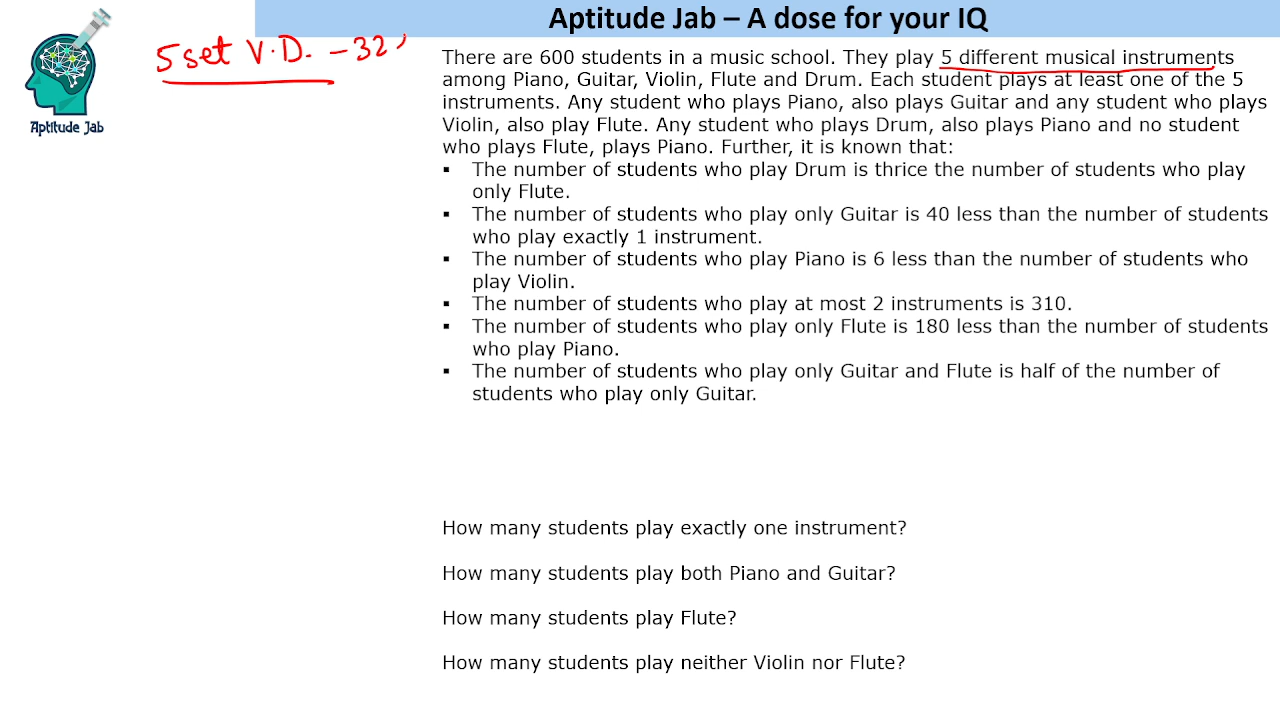 Aptitude Jab – A dose for your IQ
5 set V.D. – 32,
Aptitude Jab
There are 600 students in a music school. They play 5 different musical instruments
among Piano, Guitar, Violin, Flute and Drum. Each student plays at least one of the 5
instruments. Any student who plays Piano, also plays Guitar and any student who plays
Violin, also play Flute. Any student who plays Drum, also plays Piano and no student
who plays Flute, plays Piano. Further, it is known that:
▪ The number of students who play Drum is thrice the number of students who play
only Flute.
▪ The number of students who play only Guitar is 40 less than the number of students
who play exactly 1 instrument.
▪ The number of students who play Piano is 6 less than the number of students who
play Violin.
▪ The number of students who play at most 2 instruments is 310.
▪ The number of students who play only Flute is 180 less than the number of students
who play Piano.
▪ The number of students who play only Guitar and Flute is half of the number of
students who play only Guitar.
How many students play exactly one instrument?
How many students play both Piano and Guitar?
How many students play Flute?
How many students play neither Violin nor Flute?